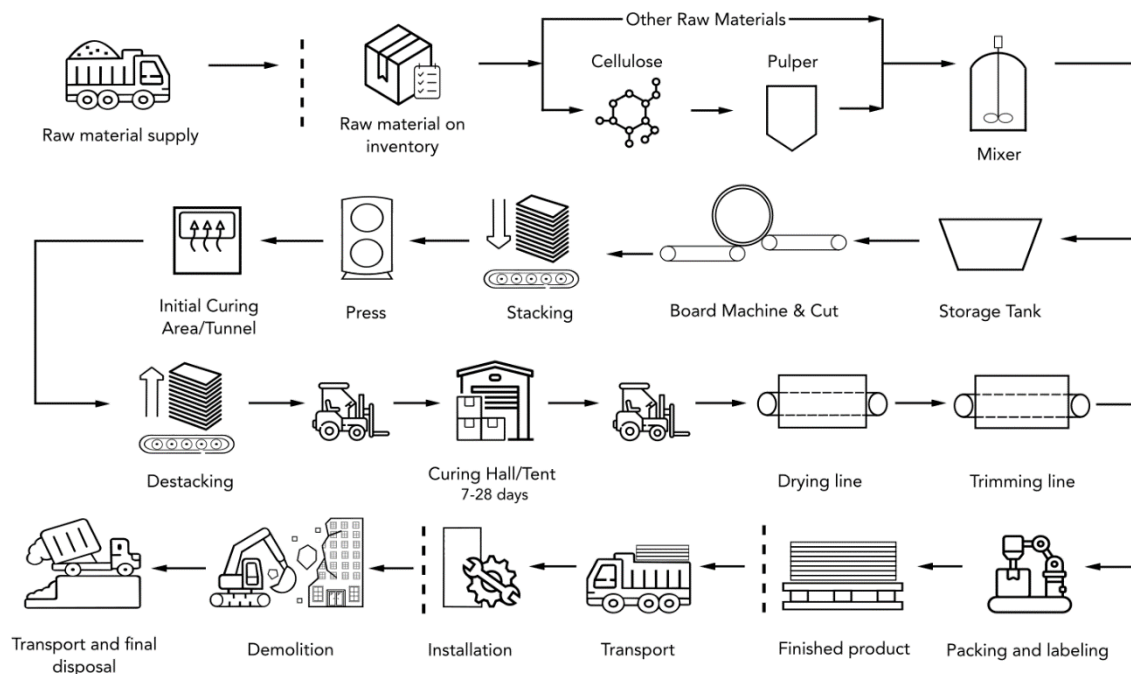 Other Raw Materials
Cellulose
Pulper
Raw material supply
Raw material on
inventory
Mixer
Initial Curing
Area/Tunnel
Press
Stacking
Board Machine & Cut
Storage Tank
Destacking
Curing Hall/Tent
7-28 days
Drying line
Trimming line
Transport and final
disposal
Demolition
Installation
Transport
Finished product
Packing and labeling